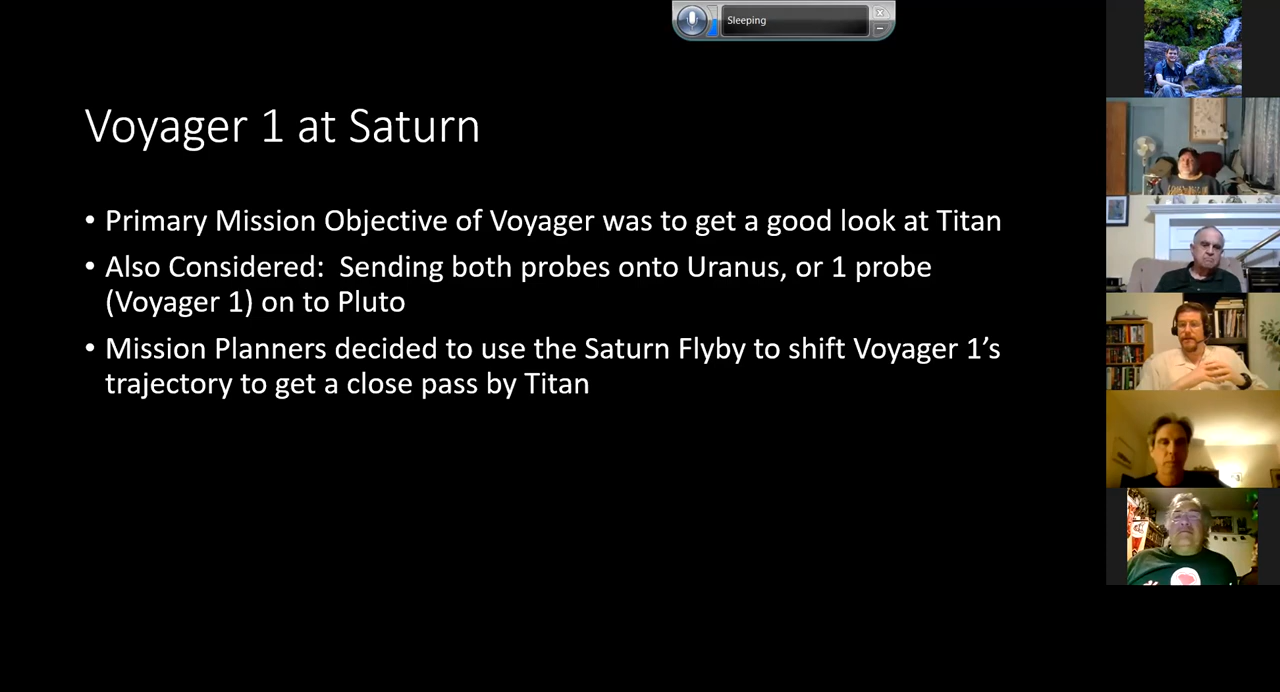 Sleeping
Voyager 1 at Saturn
• Primary Mission Objective of Voyager was to get a good look at Titan
• Also Considered:  Sending both probes onto Uranus, or 1 probe
(Voyager 1) on to Pluto
• Mission Planners decided to use the Saturn Flyby to shift Voyager 1’s
trajectory to get a close pass by Titan